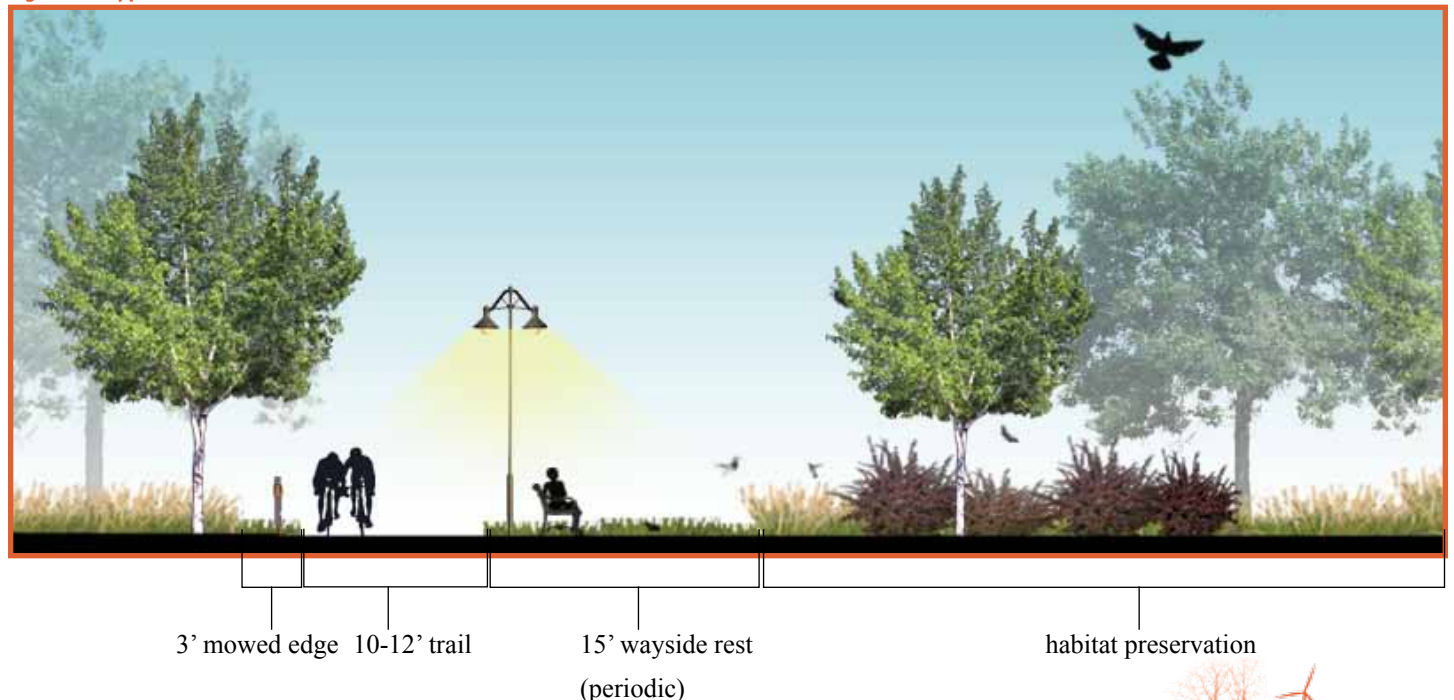 3’ mowed edge
10-12’ trail
15’ wayside rest
(periodic)
habitat preservation